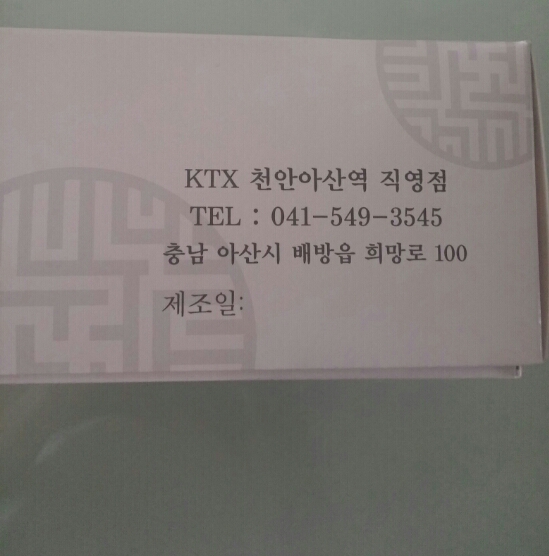 KTX 천안아산역 직영점
TEL : 041-549-3545
충남 아산시 배방읍 희망로 100
제조일: